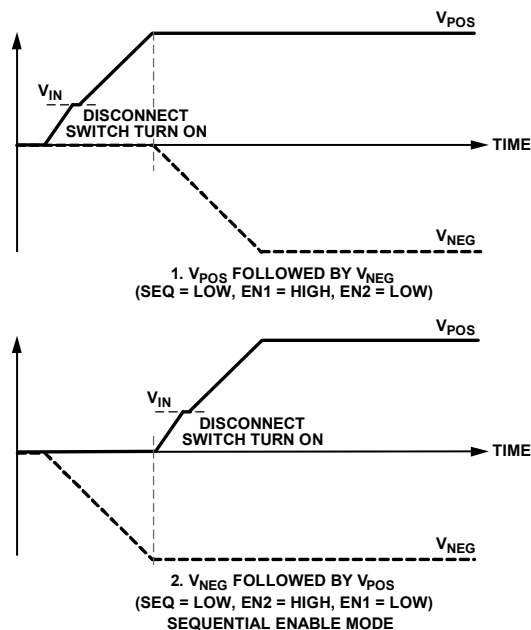 VPOS
VIN
DISCONNECT
SWITCH TURN ON
TIME
VNEG
1. VPOS FOLLOWED BY VNEG
(SEQ = LOW, EN1 = HIGH, EN2 = LOW)
VPOS
VIN
DISCONNECT
SWITCH TURN ON
TIME
VNEG
2. VNEG FOLLOWED BY VPOS
(SEQ = LOW, EN2 = HIGH, EN1 = LOW)
SEQUENTIAL ENABLE MODE